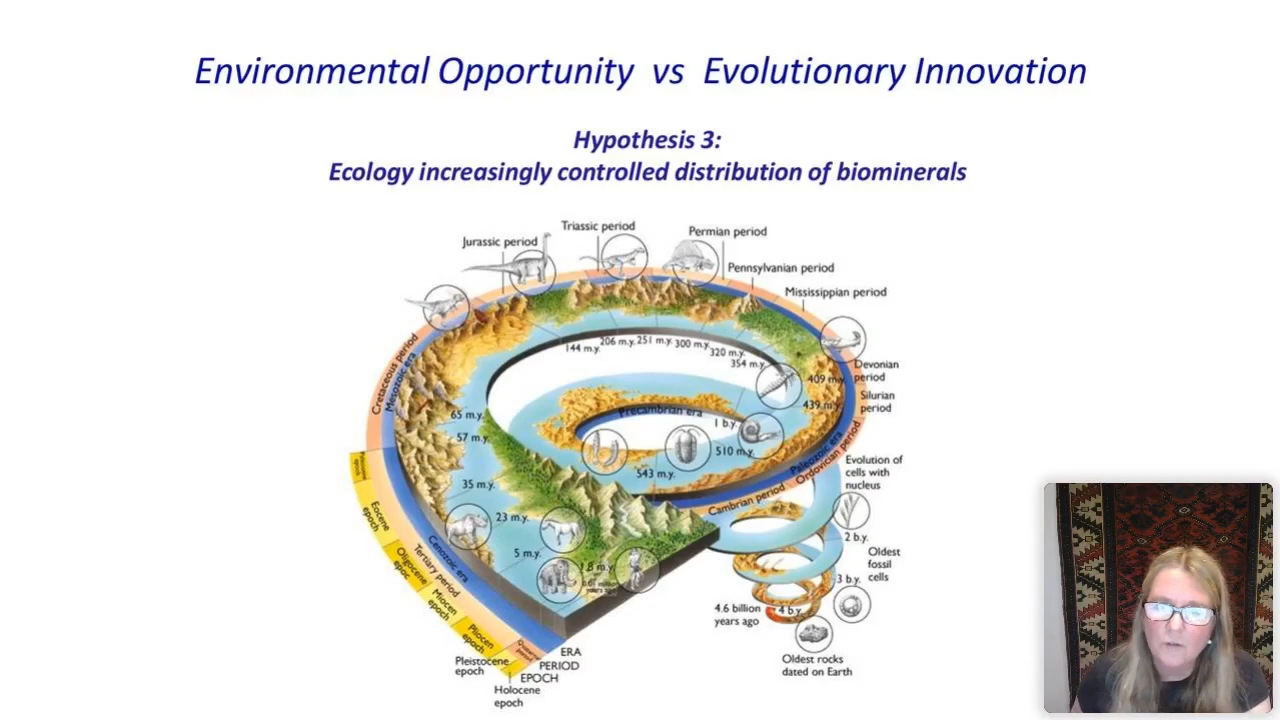 Environmental Opportunity vs Evolutionary Innovation
Hypothesis 3:
Ecology increasingly controlled distribution of biominerals
Triassic period
Permian period
Jurassic period
Pennsylvanian period
Mississippian period
Cretaceous period
Mesozoic era
144 m.y.
206 m.y.
251 m.y.
300 m.y.
320 m.y.
354 m.y.
409 m.y.
Devonian
period
439 m.y.
Silurian
period
65 m.y.
57 m.y.
Precambrian era
1 b.y.
510 m.y.
543 m.y.
Paleozoic era
Ordovician period
Cambrian period
Evolution of
cells with
nucleus
35 m.y.
23 m.y.
5 m.y.
1.8 m.y.
2 b.y.
Oldest
fossil
cells
3 b.y.
4 b.y.
4.6 billion
years ago
Oldest rocks
dated on Earth
Eocene
epoch
Oligocene
epoc
Miocen
epoch
Pliocen
epoch
Cenozoic era
Tertiary period
Pleistocene
epoch
Holocene
epoch
ERA
PERIOD
EPOCH